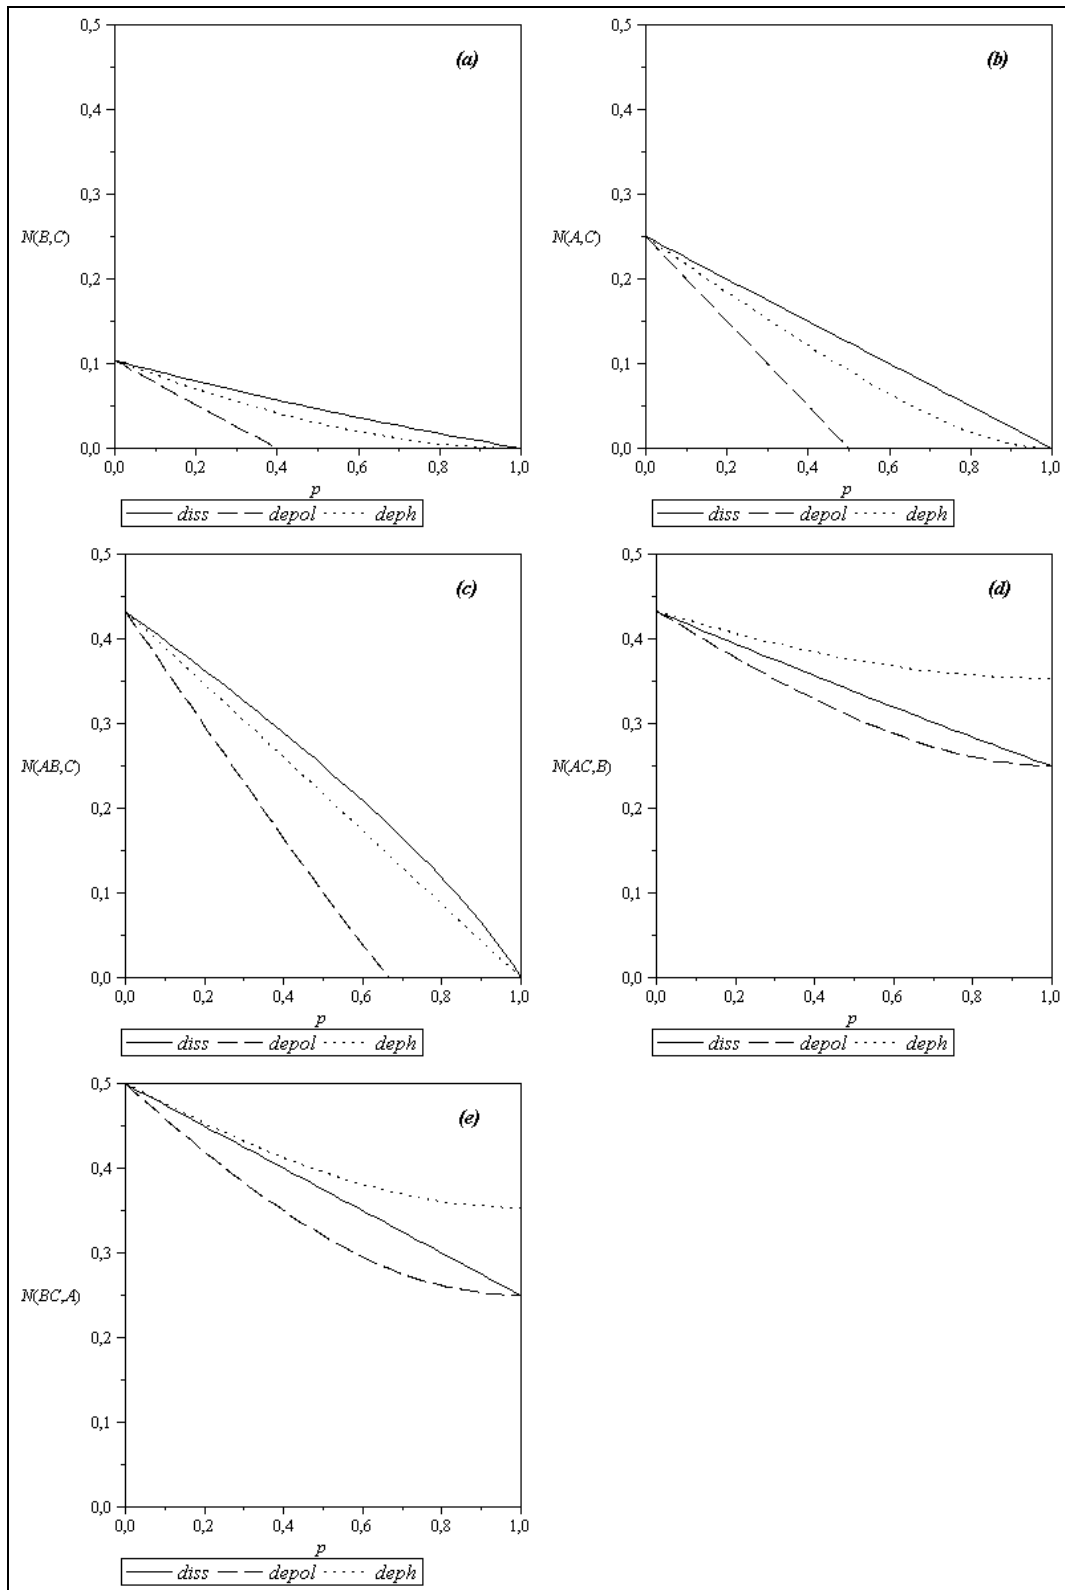 (a)
0,5
0,4
0,3
N(B,C)
0,2
0,1
0,0
0,0 0,2 0,4 0,6 0,8 1,0
p
diss depol deph
(b)
0,5
0,4
0,3
N(A,C)
0,2
0,1
0,0
0,0 0,2 0,4 0,6 0,8 1,0
p
diss depol deph
(c)
0,5
0,4
0,3
N(AB,C)
0,2
0,1
0,0
0,0 0,2 0,4 0,6 0,8 1,0
p
diss depol deph
(d)
0,5
0,4
0,3
N(AC,B)
0,2
0,1
0,0
0,0 0,2 0,4 0,6 0,8 1,0
p
diss depol deph
(e)
0,5
0,4
0,3
N(BC,A)
0,2
0,1
0,0
0,0 0,2 0,4 0,6 0,8 1,0
p
diss depol deph